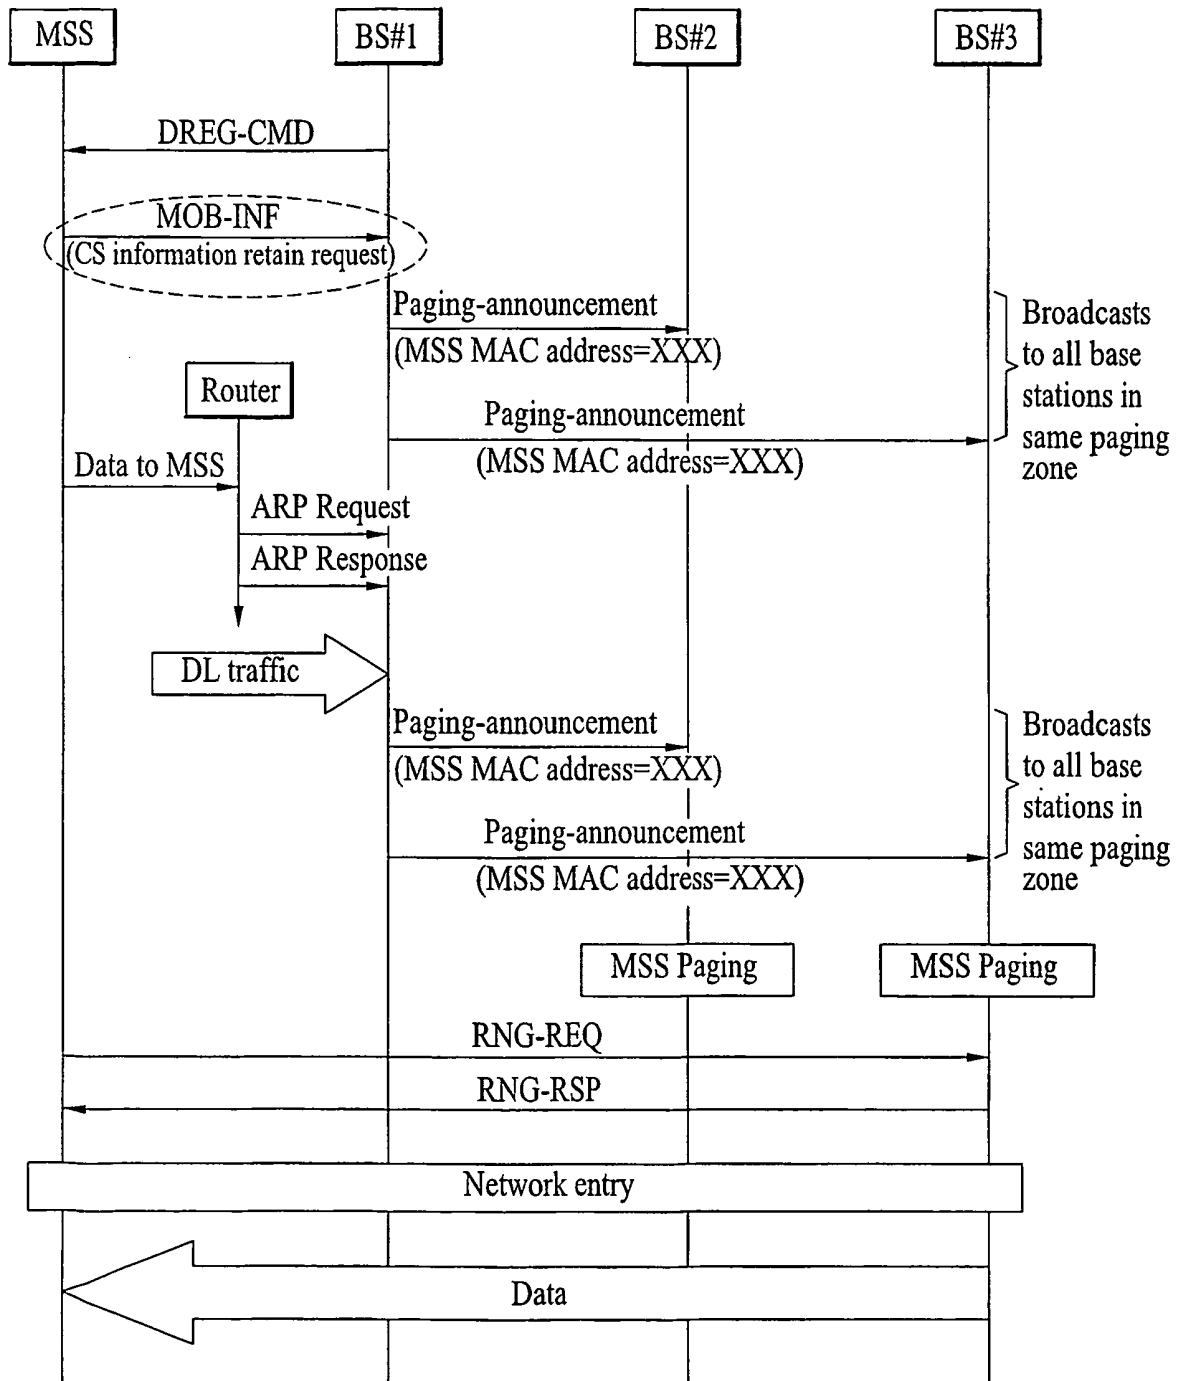 MSS
BS#1
BS#2
BS#3
DREG-CMD
MOB-INF
(CS information retain request)
Paging-announcement
(MSS MAC address=XXX)
Broadcasts
to all base
stations in
same paging
zone
Router
Paging-announcement
(MSS MAC address=XXX)
Data to MSS
ARP Request
ARP Response
DL traffic
Paging-announcement
(MSS MAC address=XXX)
Broadcasts
to all base
stations in
same paging
zone
Paging-announcement
(MSS MAC address=XXX)
MSS Paging
MSS Paging
RNG-REQ
RNG-RSP
Network entry
Data